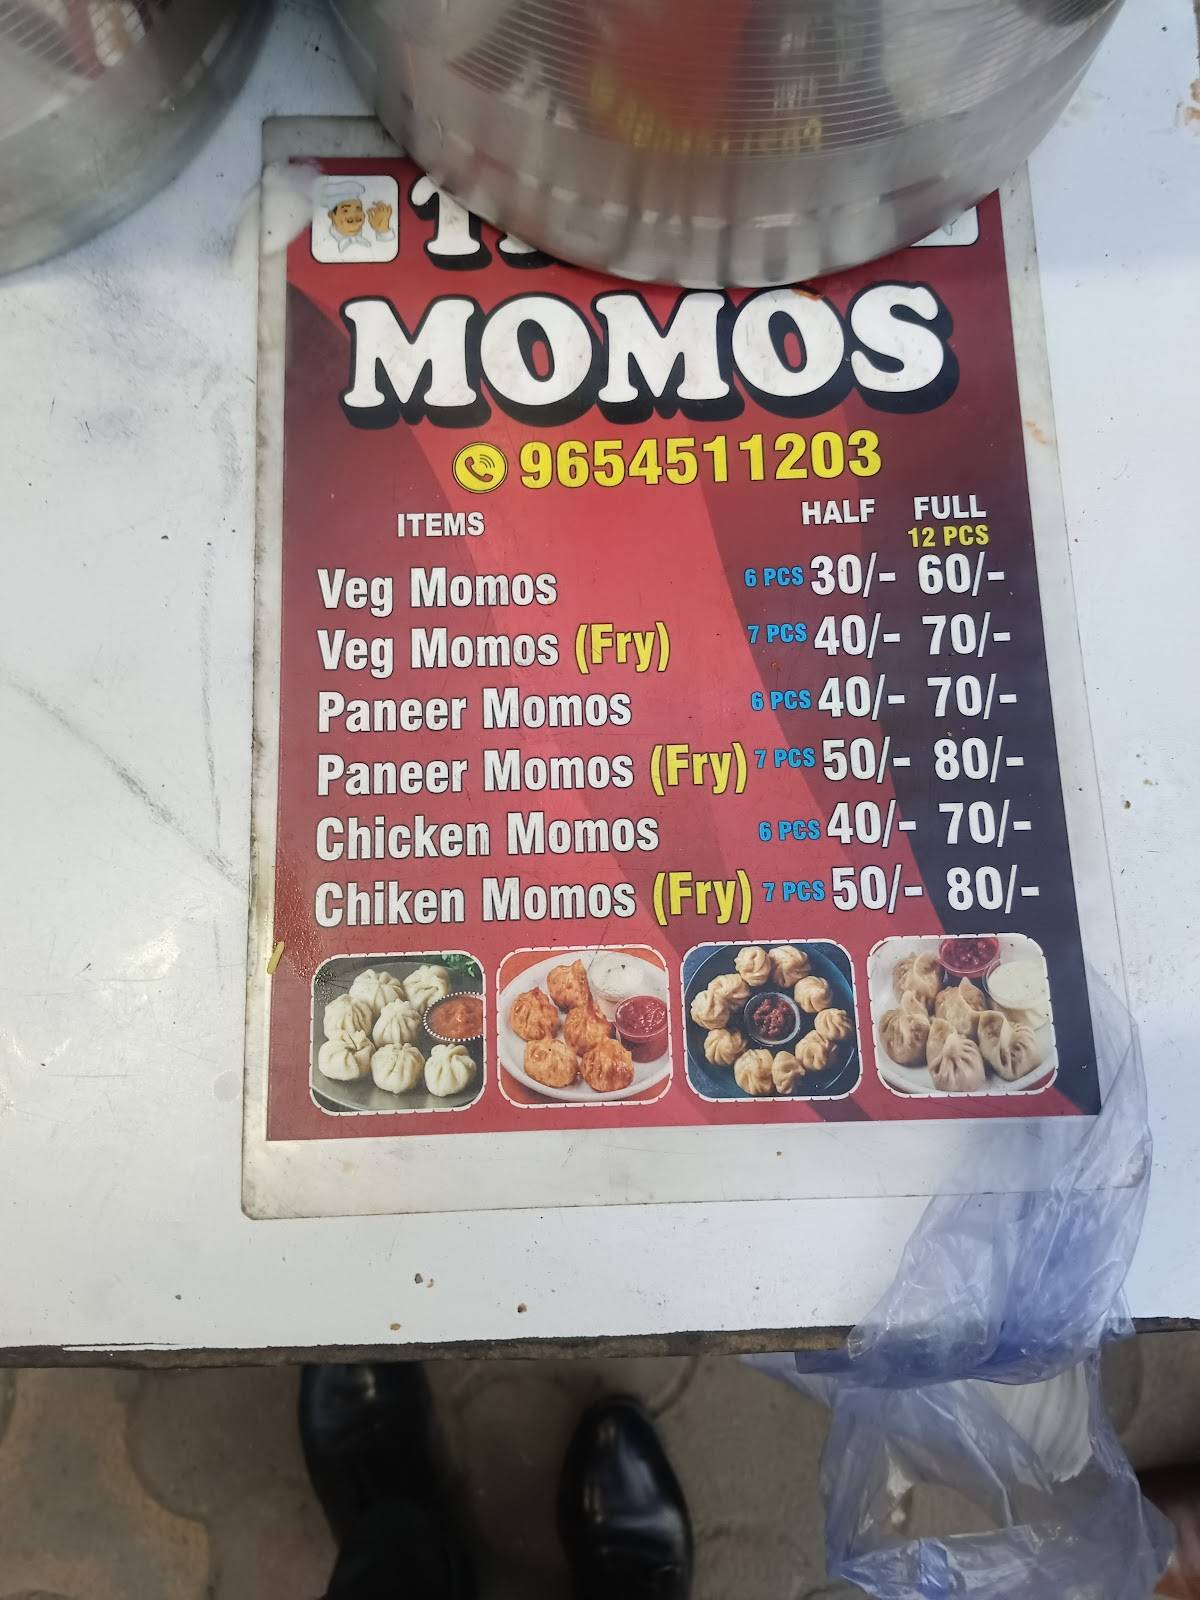 MOMOS
9654511203
ITEMS HALF FULL
12 PCS
Veg Momos 6 PCS 30/- 60/-
Veg Momos (Fry) 7 PCS 40/- 70/-
Paneer Momos 6 PCS 40/- 70/-
Paneer Momos (Fry) 7 PCS 50/- 80/-
Chicken Momos 6 PCS 40/- 70/-
Chiken Momos (Fry) 7 PCS 50/- 80/-